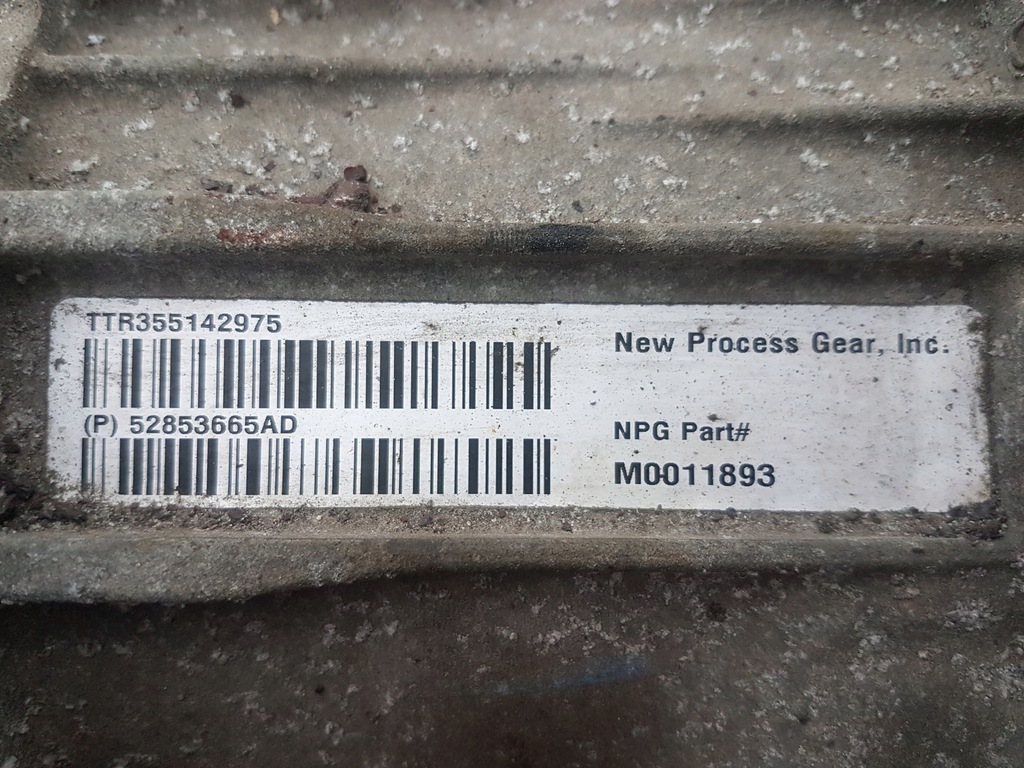 TTR355142975
(P) 52853665AD
New Process Gear, Inc.
NPG Part#
M0011893